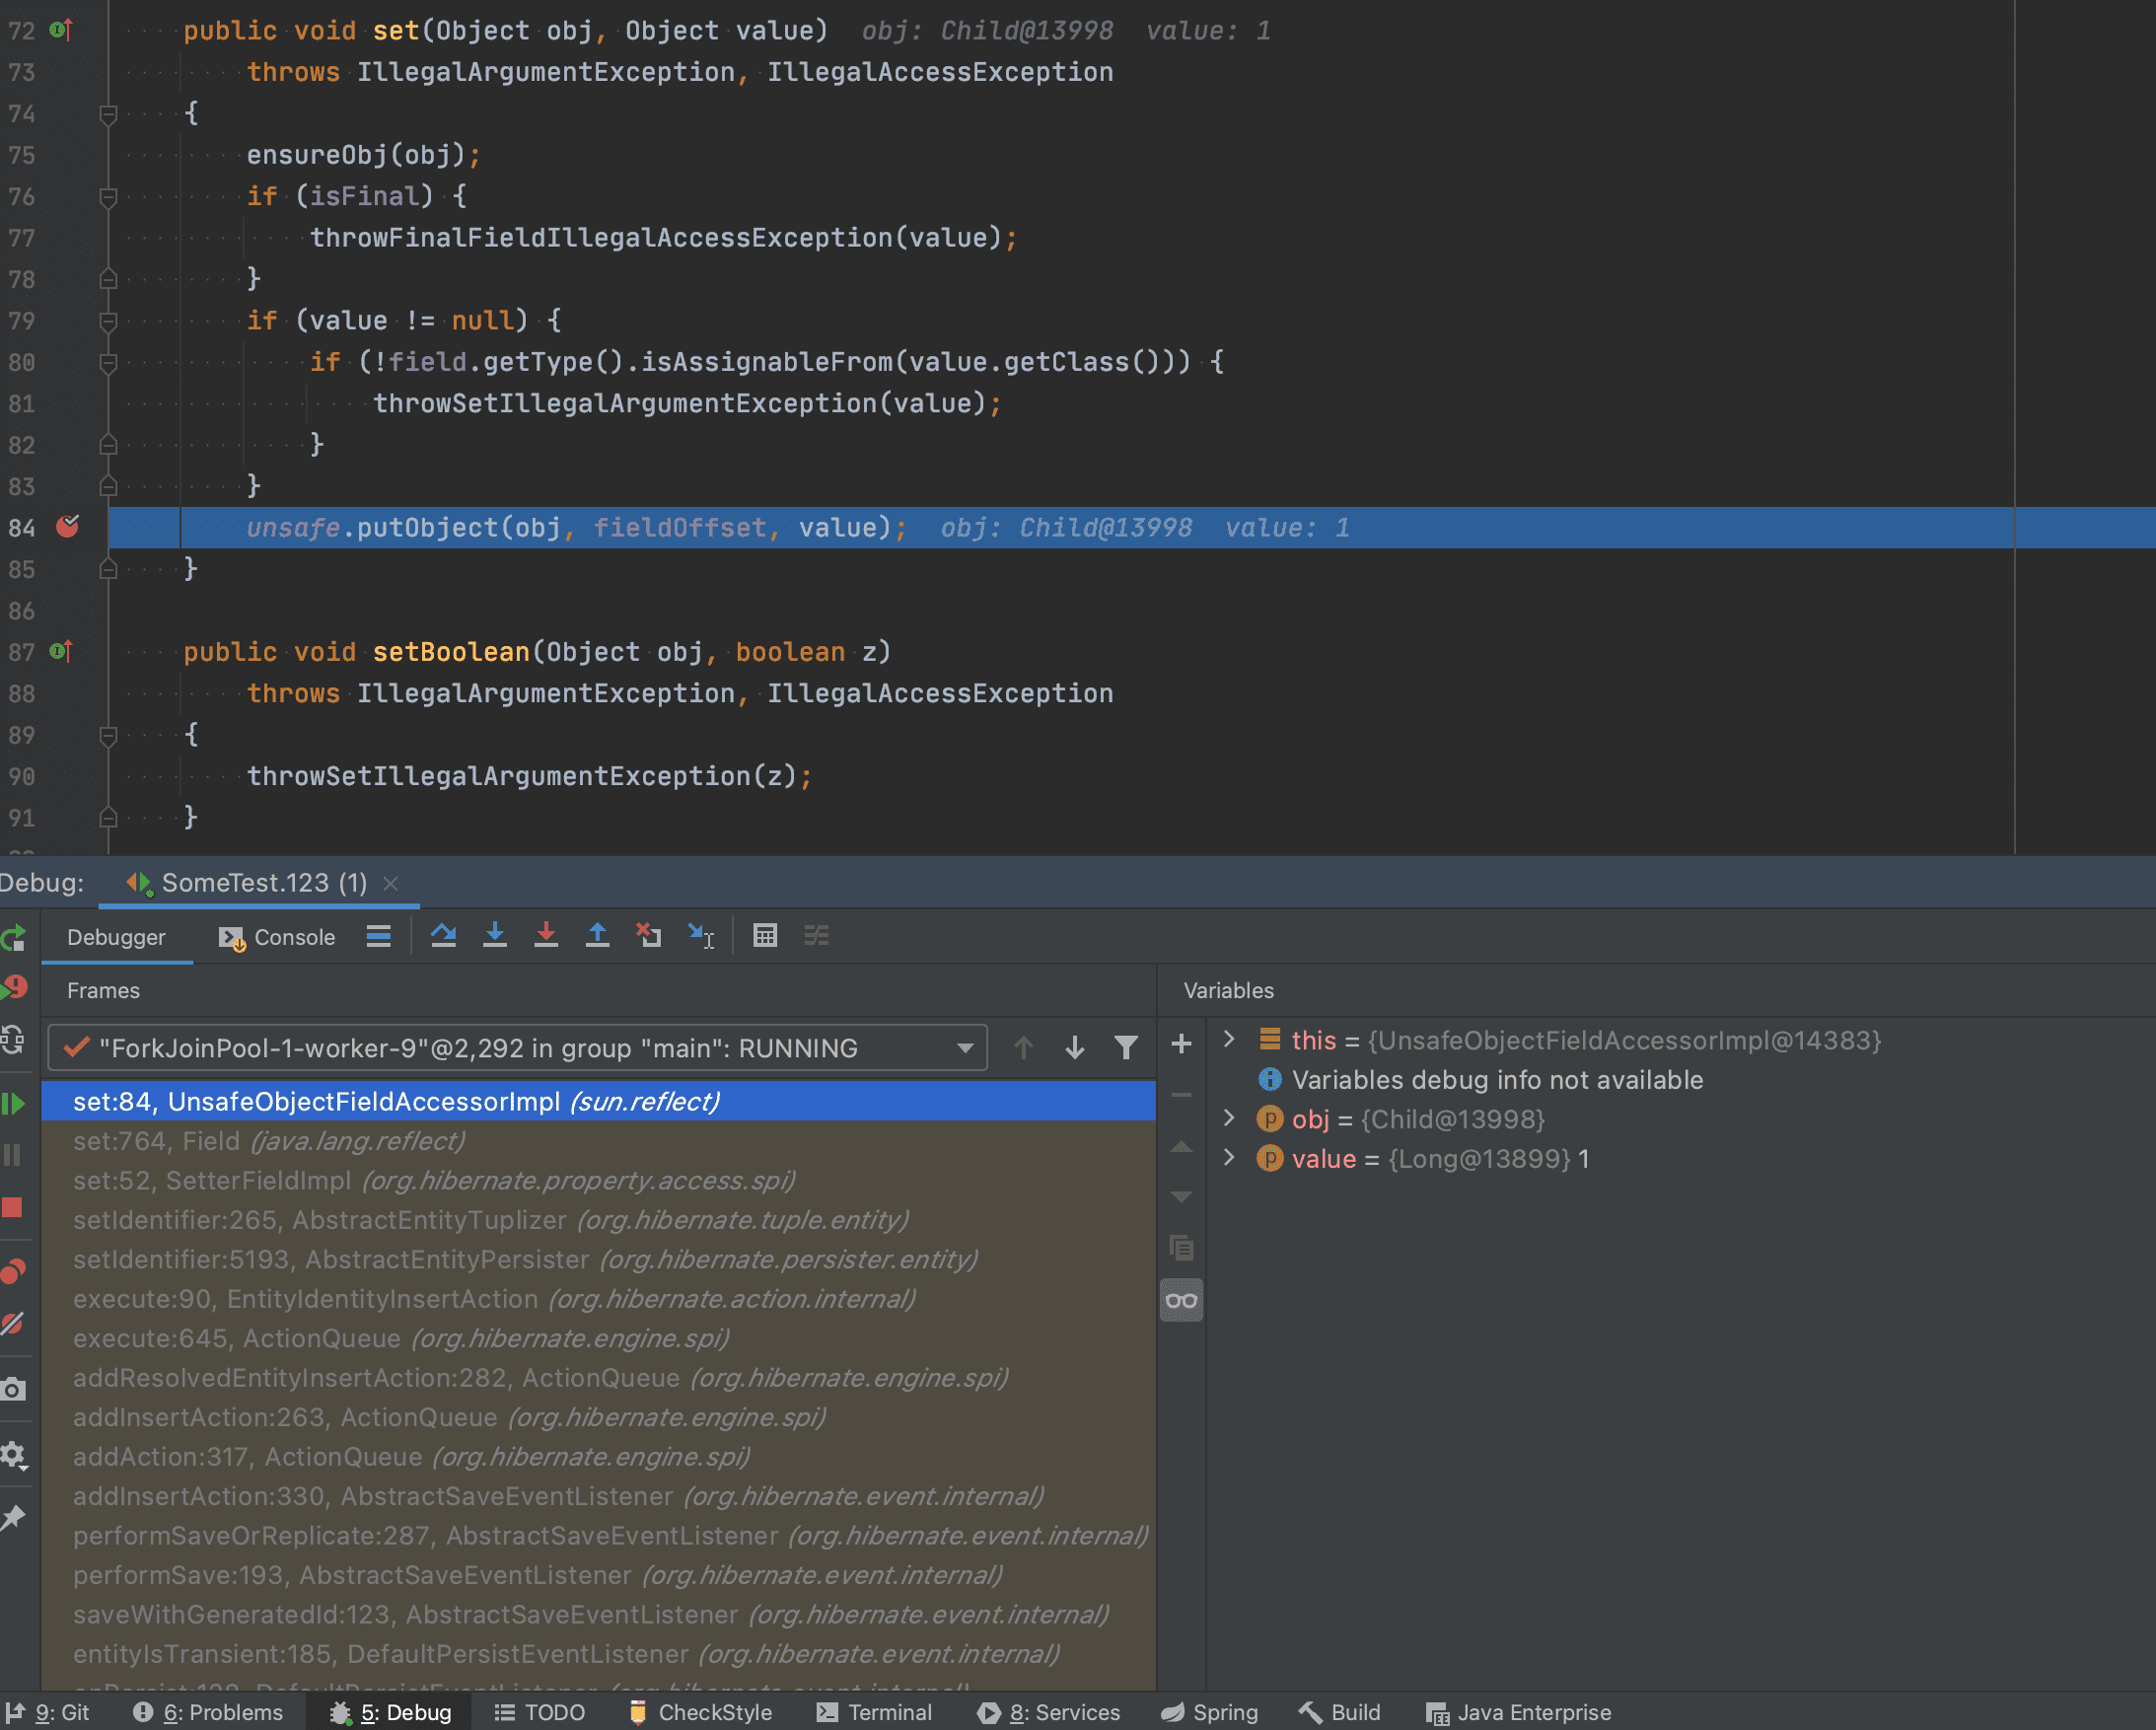 72 public void set(Object obj, Object value) obj: Child@13998 value: 1
73 throws IllegalArgumentException, IllegalAccessException
74 {
75 ensureObj(obj);
76 if (isFinal) {
77 throwFinalFieldIllegalAccessException(value);
78 }
79 if (value != null) {
80 if (!field.getType().isAssignableFrom(value.getClass())) {
81 throwSetIllegalArgumentException(value);
82 }
83 }
84 unsafe.putObject(obj, fieldOffset, value); obj: Child@13998 value: 1
85 }
86
87 public void setBoolean(Object obj, boolean z)
88 throws IllegalArgumentException, IllegalAccessException
89 {
90 throwSetIllegalArgumentException(z);
91 }
Debug: SomeTest.123 (1)
Debugger Console
Frames
"ForkJoinPool-1-worker-9"@2,292 in group "main": RUNNING
set:84, UnsafeObjectFieldAccessorImpl (sun.reflect)
set:764, Field (java.lang.reflect)
set:52, SetterFieldImpl (org.hibernate.property.access.spi)
setIdentifier:265, AbstractEntityTuplizer (org.hibernate.tuple.entity)
setIdentifier:5193, AbstractEntityPersister (org.hibernate.persister.entity)
execute:90, EntityIdentityInsertAction (org.hibernate.action.internal)
execute:645, ActionQueue (org.hibernate.engine.spi)
addResolvedEntityInsertAction:282, ActionQueue (org.hibernate.engine.spi)
addInsertAction:263, ActionQueue (org.hibernate.engine.spi)
addAction:317, ActionQueue (org.hibernate.engine.spi)
addInsertAction:330, AbstractSaveEventListener (org.hibernate.event.internal)
performSaveOrReplicate:287, AbstractSaveEventListener (org.hibernate.event.internal)
performSave:193, AbstractSaveEventListener (org.hibernate.event.internal)
saveWithGeneratedId:123, AbstractSaveEventListener (org.hibernate.event.internal)
entityIsTransient:185, DefaultPersistEventListener (org.hibernate.event.internal)
Variables
this = {UnsafeObjectFieldAccessorImpl@14383}
Variables debug info not available
obj = {Child@13998}
value = {Long@13899} 1
9: Git 6: Problems 5: Debug TODO CheckStyle Terminal 8: Services Spring Build Java Enterprise